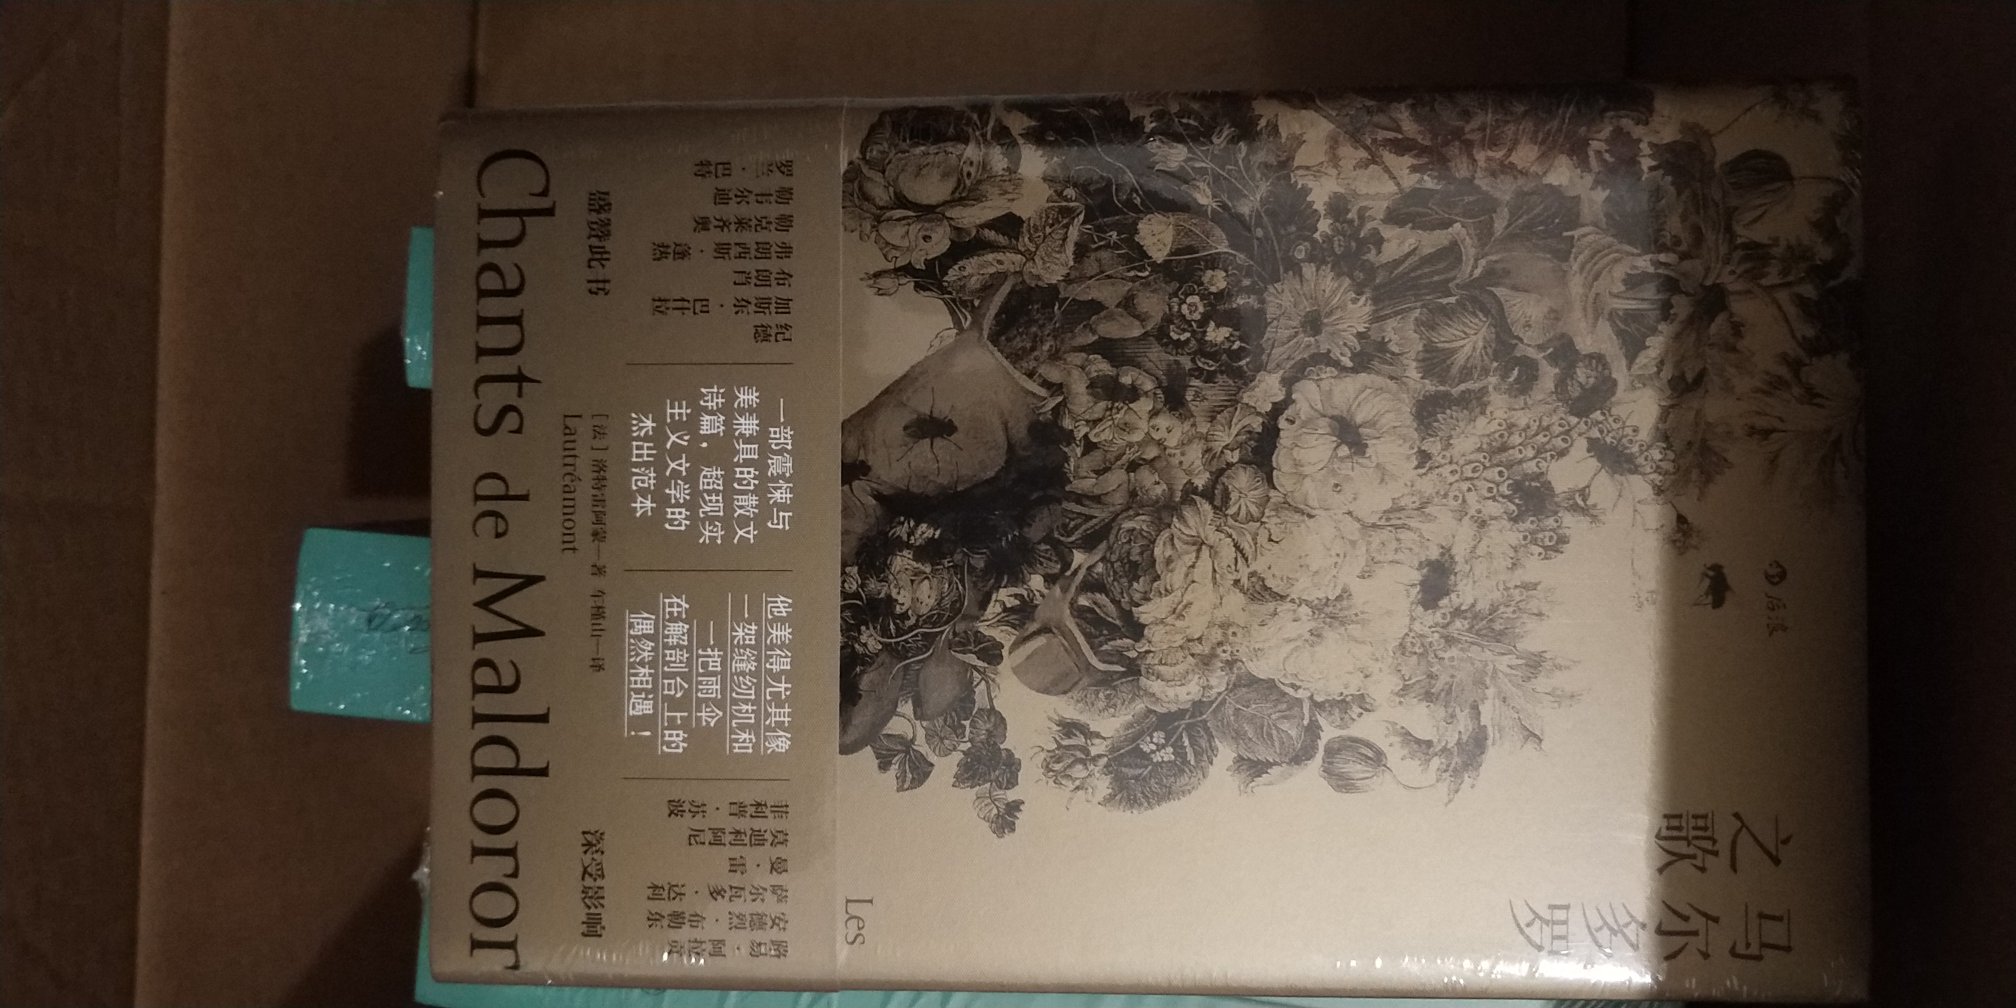 后浪
马尔多罗
之歌
Les
纪德
加斯东·巴什拉
布朗肖
弗朗西斯·蓬热
勒克莱齐奥
勒韦尔迪
罗兰·巴特
盛赞此书
一部震悚与
美兼具的散文
诗篇，超现实
主义文学的
杰出范本
他美得尤其像
一架缝纫机和
一把雨伞
在解剖台上的
偶然相遇！
路易·阿拉贡
安德烈·布勒东
萨尔瓦多·达利
曼·雷
莫迪利阿尼
菲利普·苏波
深受影响
［法］洛特雷阿蒙—著 车槿山—译
Lautréamont
Chants de Maldoror